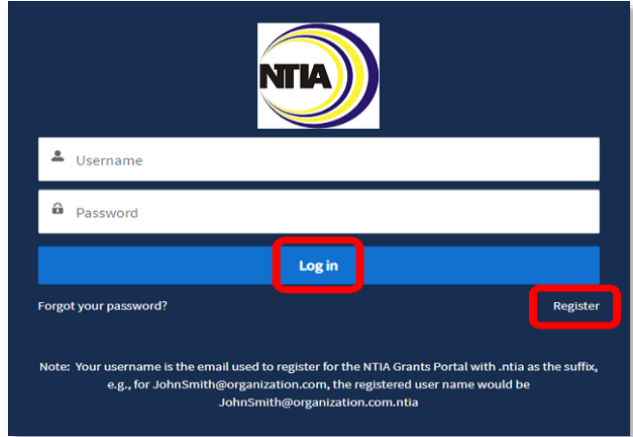 NTIA
Username
Password
Log in
Forgot your password?
Register
Note: Your username is the email used to register for the NTIA Grants Portal with .ntia as the suffix,
e.g., for JohnSmith@organization.com, the registered user name would be
JohnSmith@organization.com.ntia